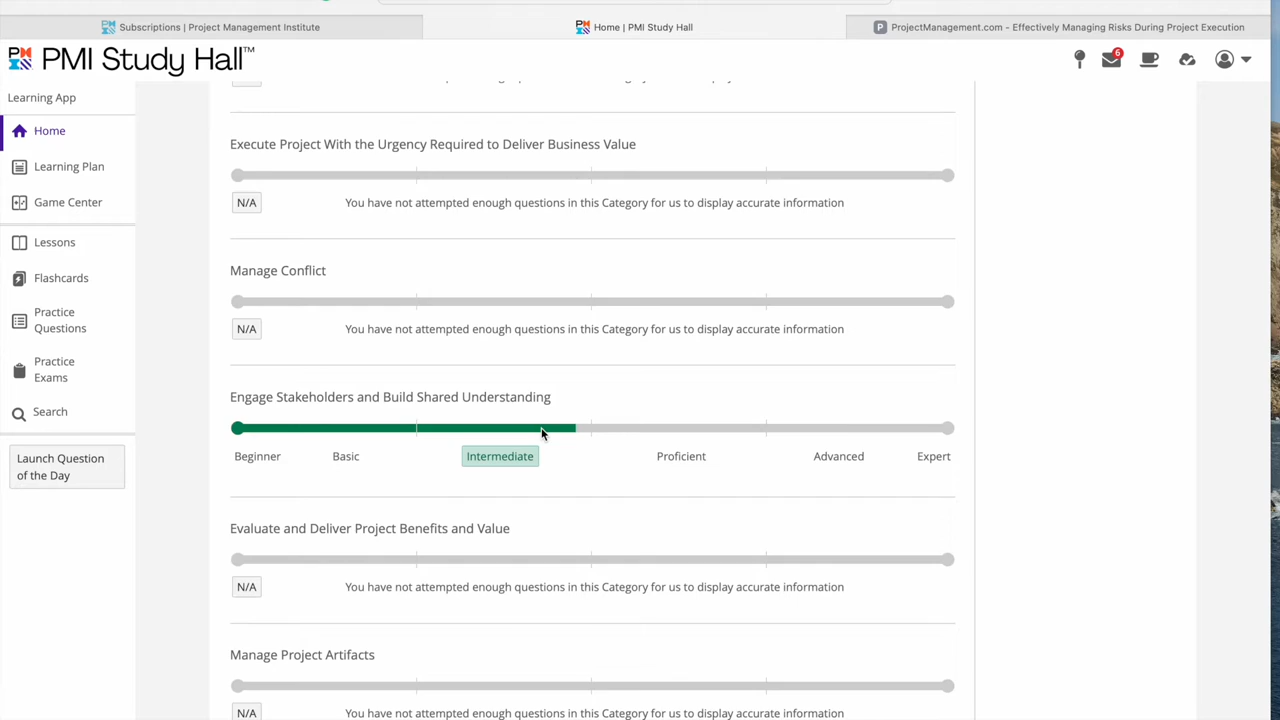 Subscriptions | Project Management Institute
Home | PMI Study Hall
ProjectManagement.com - Effectively Managing Risks During Project Execution
PMI Study Hall™
6
Learning App
Home
Learning Plan
Game Center
Lessons
Flashcards
Practice
Questions
Practice
Exams
Search
Launch Question
of the Day
Execute Project With the Urgency Required to Deliver Business Value
N/A
You have not attempted enough questions in this Category for us to display accurate information
Manage Conflict
N/A
You have not attempted enough questions in this Category for us to display accurate information
Engage Stakeholders and Build Shared Understanding
Beginner
Basic
Intermediate
Proficient
Advanced
Expert
Evaluate and Deliver Project Benefits and Value
N/A
You have not attempted enough questions in this Category for us to display accurate information
Manage Project Artifacts
N/A
You have not attempted enough questions in this Category for us to display accurate information